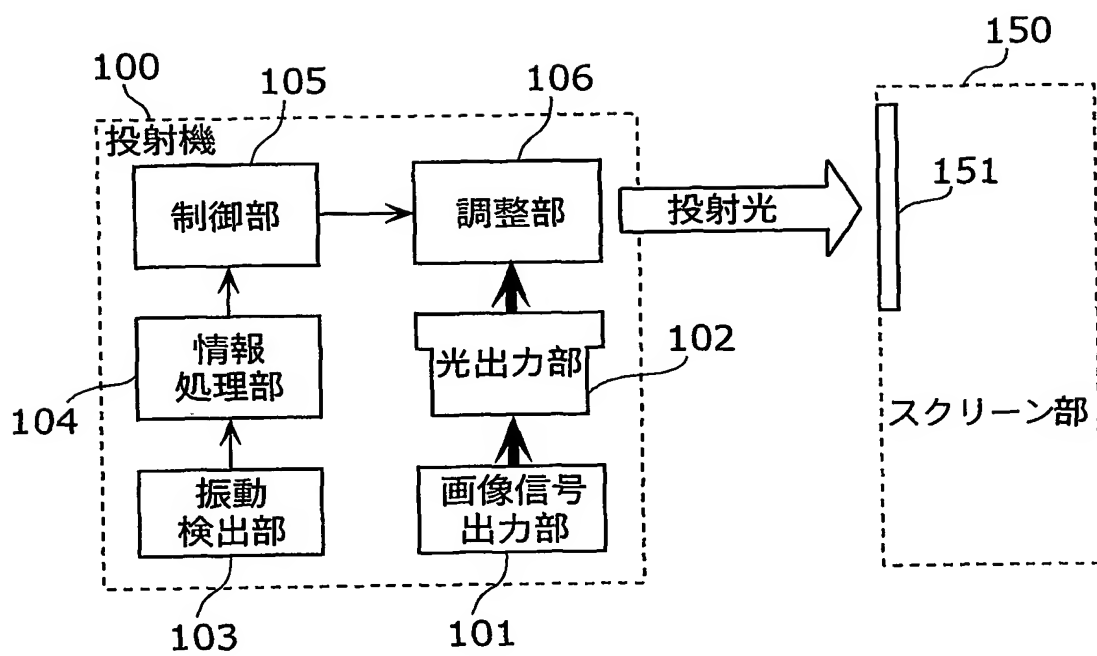 150
100
105
106
投射機
151
制御部
調整部
投射光
情報
処理部
光出力部
102
104
スクリーン部
振動
検出部
画像信号
出力部
103
101